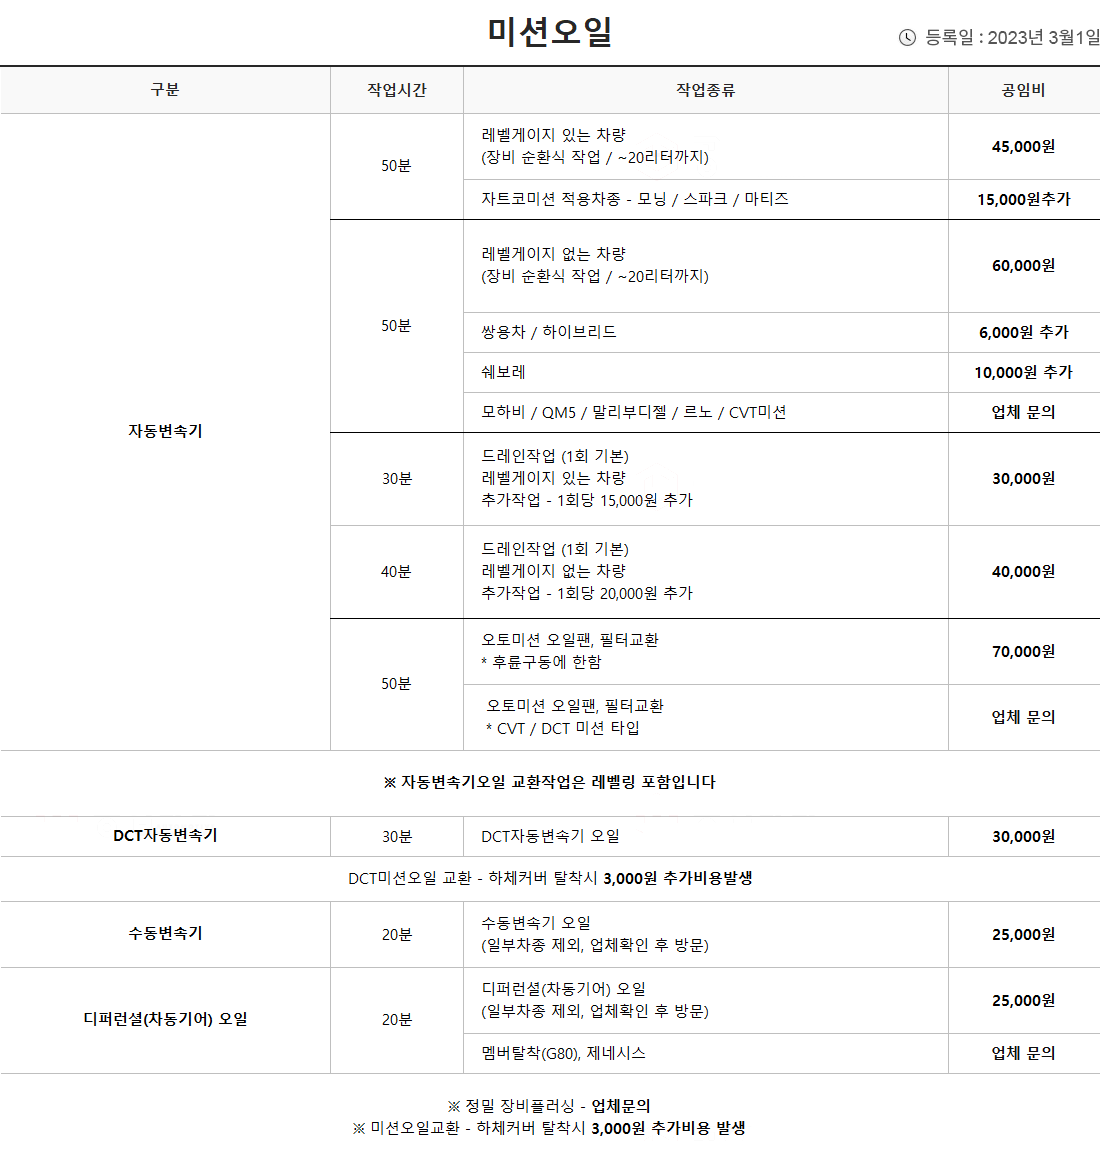 미션오일
등록일 : 2023년 3월1일
구분
작업시간
작업종류
공임비
자동변속기
50분
레벨게이지 있는 차량
(장비 순환식 작업 / ~20리터까지)
45,000원
자트코미션 적용차종 - 모닝 / 스파크 / 마티즈
15,000원추가
50분
레벨게이지 없는 차량
(장비 순환식 작업 / ~20리터까지)
60,000원
쌍용차 / 하이브리드
6,000원 추가
쉐보레
10,000원 추가
모하비 / QM5 / 말리부디젤 / 르노 / CVT미션
업체 문의
30분
드레인작업 (1회 기본)
레벨게이지 있는 차량
추가작업 - 1회당 15,000원 추가
30,000원
40분
드레인작업 (1회 기본)
레벨게이지 없는 차량
추가작업 - 1회당 20,000원 추가
40,000원
50분
오토미션 오일팬, 필터교환
* 후륜구동에 한함
70,000원
오토미션 오일팬, 필터교환
* CVT / DCT 미션 타입
업체 문의
※ 자동변속기오일 교환작업은 레벨링 포함입니다
DCT자동변속기
30분
DCT자동변속기 오일
30,000원
DCT미션오일 교환 - 하체커버 탈착시 3,000원 추가비용발생
수동변속기
20분
수동변속기 오일
(일부차종 제외, 업체확인 후 방문)
25,000원
디퍼런셜(차동기어) 오일
20분
디퍼런셜(차동기어) 오일
(일부차종 제외, 업체확인 후 방문)
25,000원
멤버탈착(G80), 제네시스
업체 문의
※ 정밀 장비플러싱 - 업체문의
※ 미션오일교환 - 하체커버 탈착시 3,000원 추가비용 발생